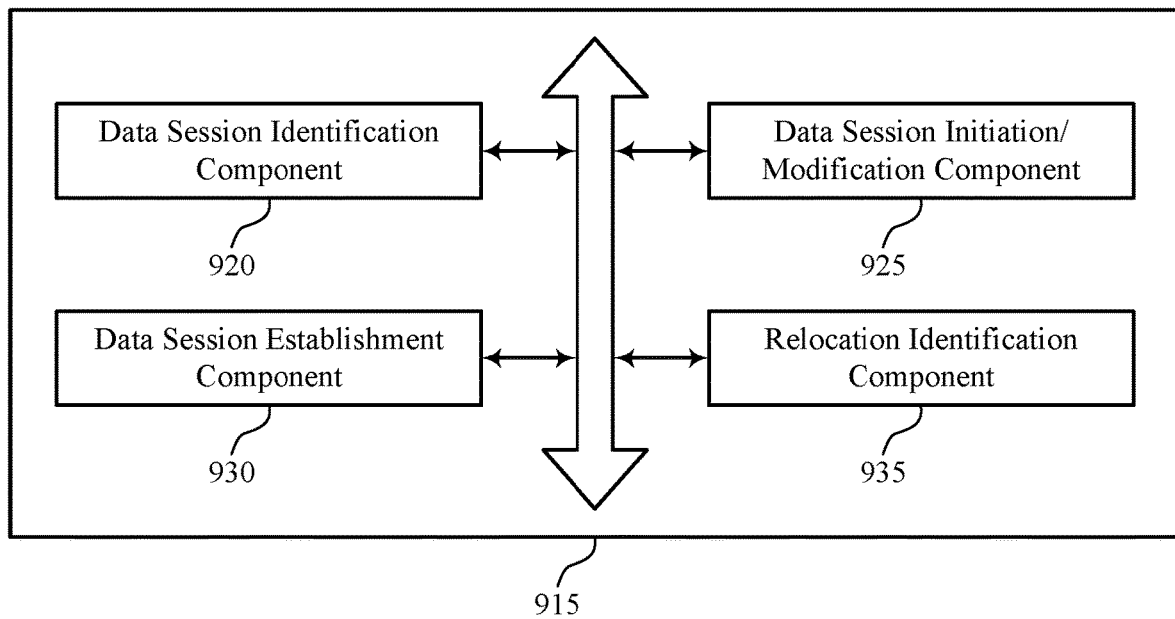 Data Session Identification
Component
920
Data Session Initiation/
Modification Component
925
Data Session Establishment
Component
930
Relocation Identification
Component
935
915